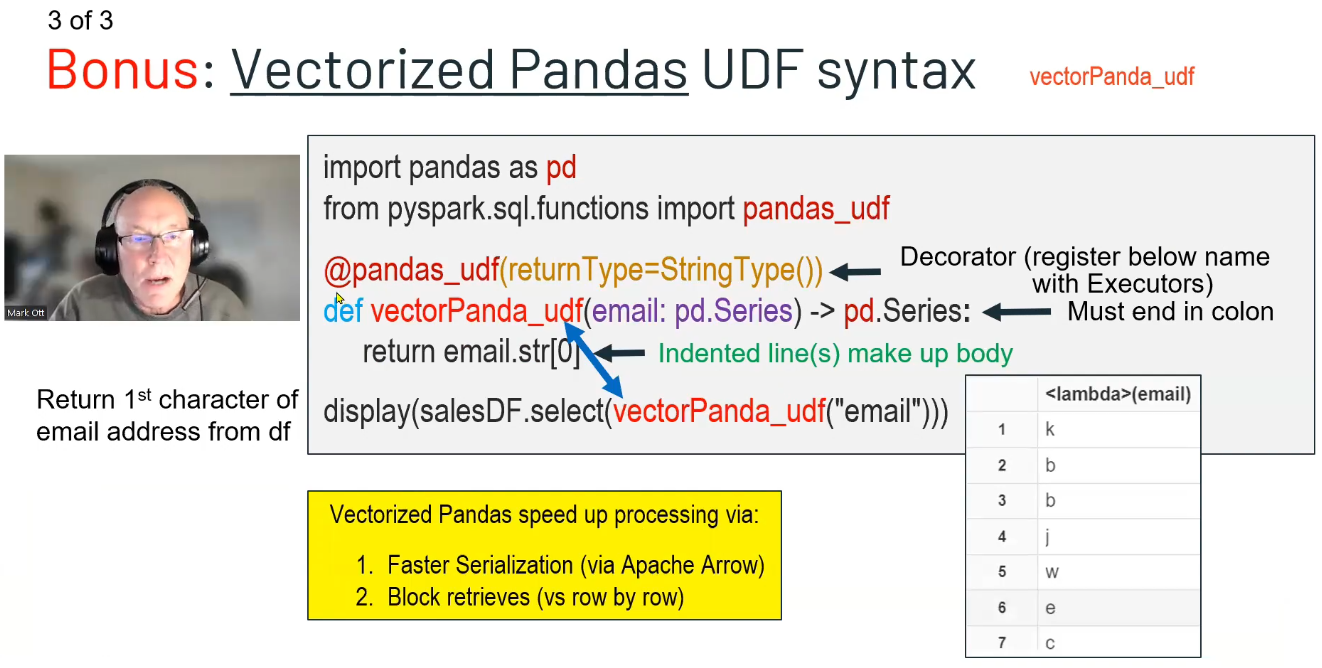 3 of 3
Bonus: Vectorized Pandas UDF syntax
vectorPanda_udf
import pandas as pd
from pyspark.sql.functions import pandas_udf
@pandas_udf(returnType=StringType())
Decorator (register below name
with Executors)
def vectorPanda_udf(email: pd.Series) -> pd.Series:
Must end in colon
return email.str[0]
Indented line(s) make up body
display(salesDF.select(vectorPanda_udf("email")))
Mark Ott
Return 1st character of
email address from df
<lambda>(email)
1 k
2 b
3 b
4 j
5 w
6 e
7 c
Vectorized Pandas speed up processing via:
1. Faster Serialization (via Apache Arrow)
2. Block retrieves (vs row by row)